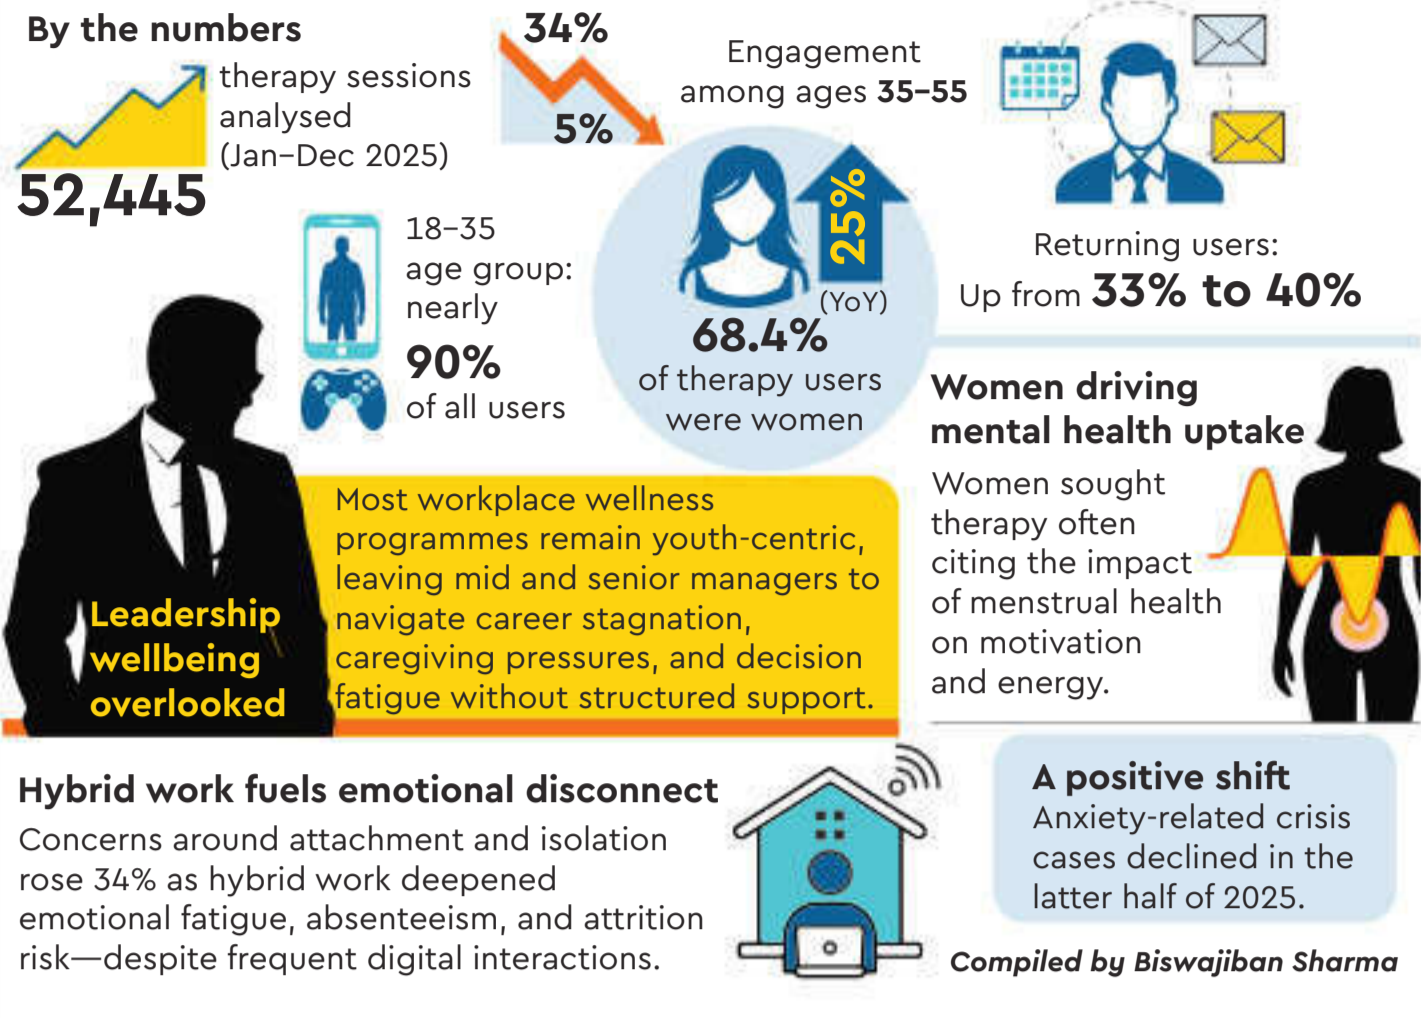 By the numbers
therapy sessions
analysed
(Jan–Dec 2025)
52,445
34%
5%
Engagement
among ages 35–55
18–35
age group:
nearly
90%
of all users
25%
(YoY)
68.4%
of therapy users
were women
Returning users:
Up from 33% to 40%
Leadership
wellbeing
overlooked
Most workplace wellness
programmes remain youth-centric,
leaving mid and senior managers to
navigate career stagnation,
caregiving pressures, and decision
fatigue without structured support.
Women driving
mental health uptake
Women sought
therapy often
citing the impact
of menstrual health
on motivation
and energy.
Hybrid work fuels emotional disconnect
Concerns around attachment and isolation
rose 34% as hybrid work deepened
emotional fatigue, absenteeism, and attrition
risk—despite frequent digital interactions.
A positive shift
Anxiety-related crisis
cases declined in the
latter half of 2025.
Compiled by Biswajiban Sharma